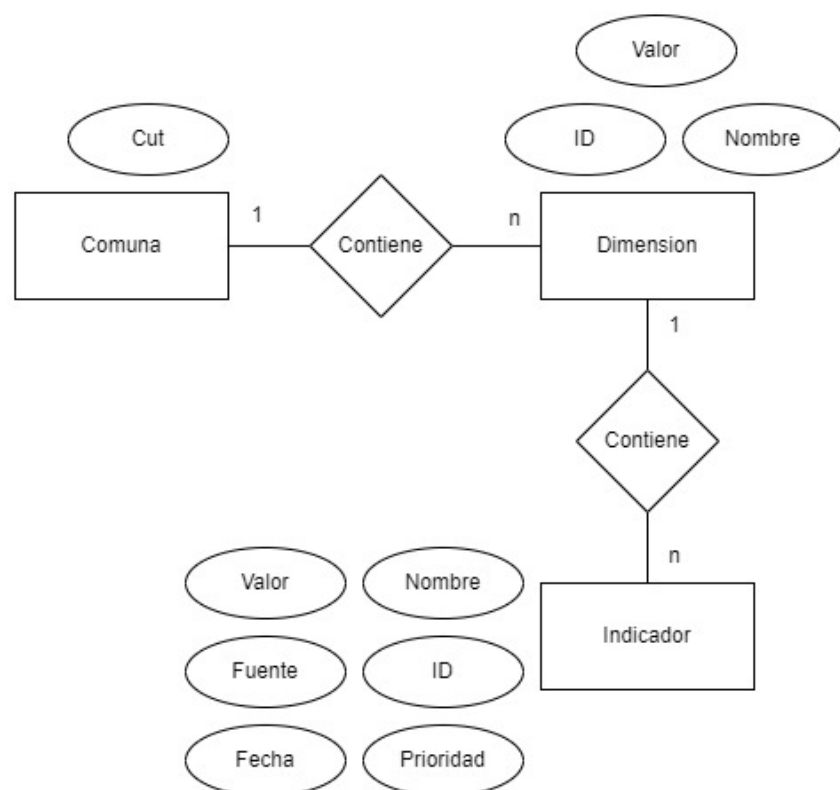 Valor
Cut
ID
Nombre
Comuna
1
Contiene
n
Dimension
1
Contiene
n
Valor
Nombre
Indicador
Fuente
ID
Fecha
Prioridad